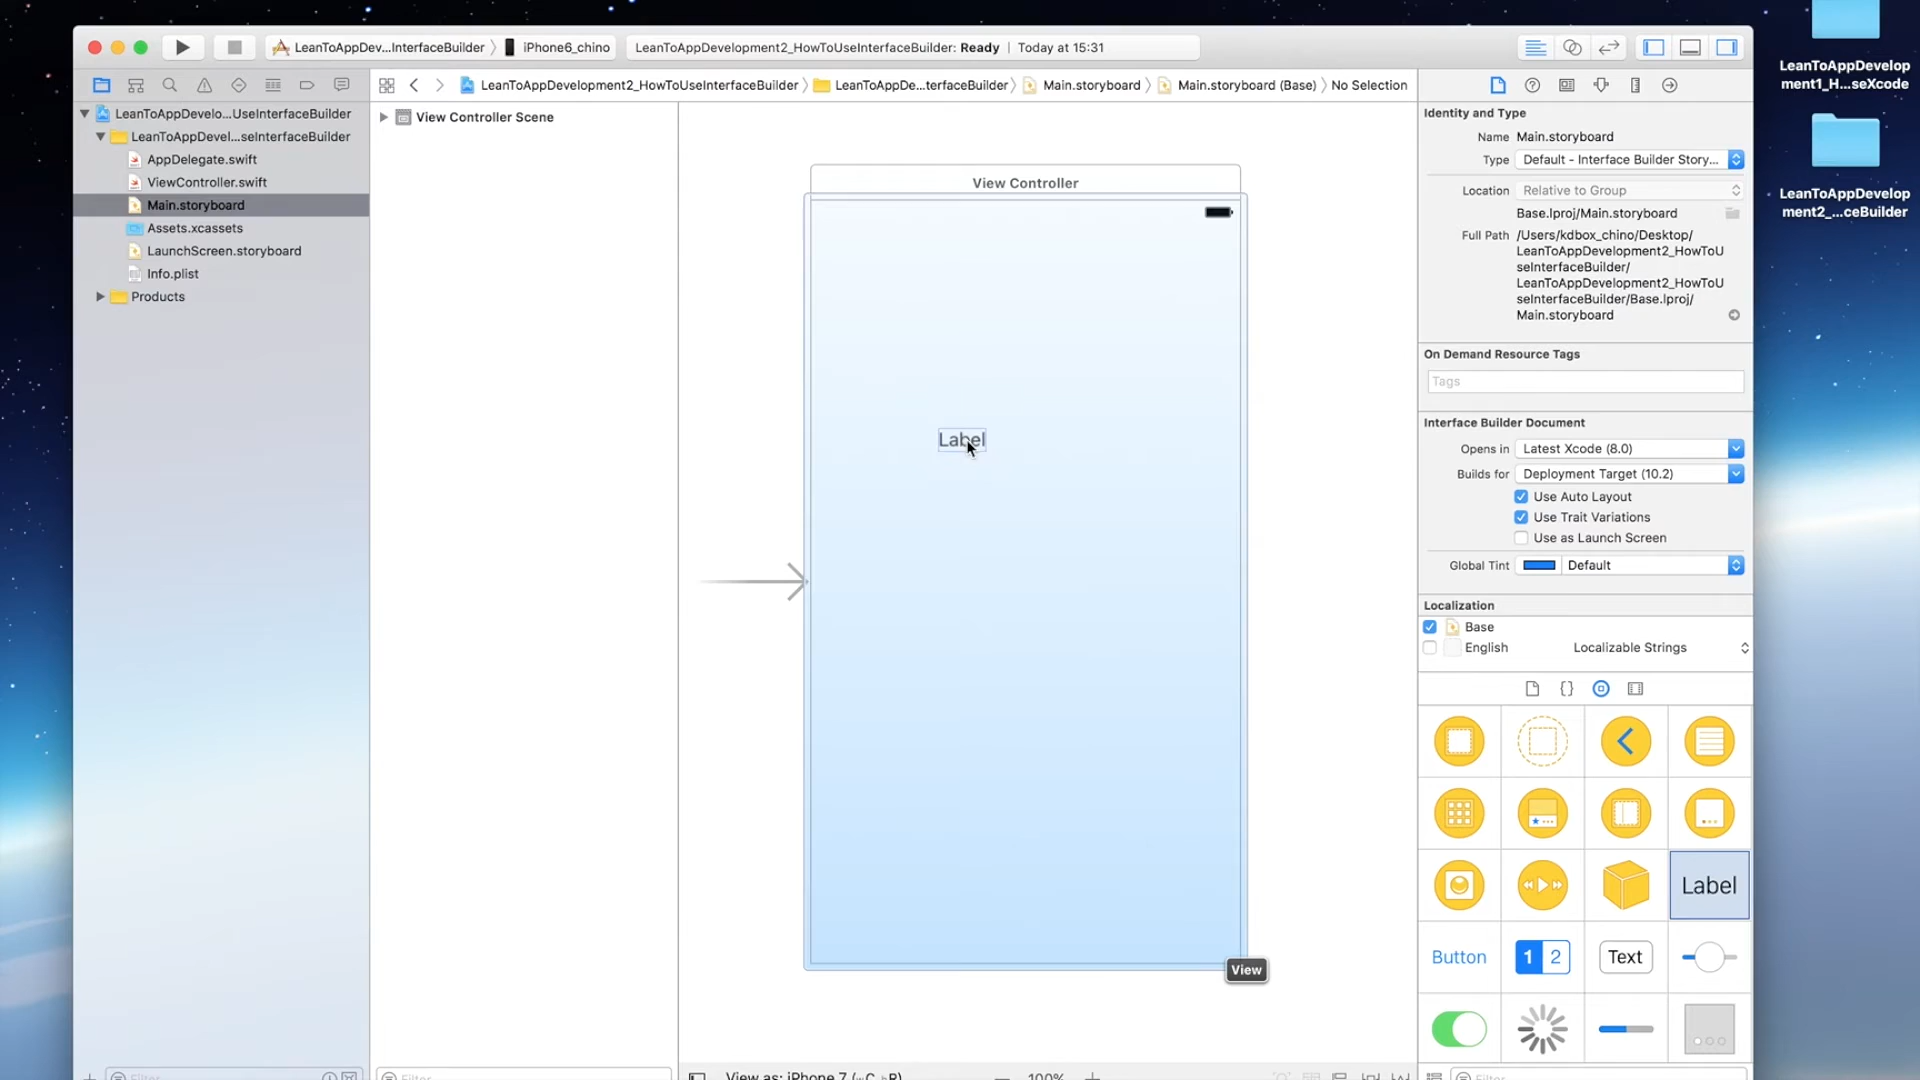 LeanToAppDev...InterfaceBuilder
iPhone6_chino
LeanToAppDevelopment2_HowToUseInterfaceBuilder: Ready
Today at 15:31
LeanToAppDevelop
ment1_H...seXcode
LeanToAppDevelop
ment2_...ceBuilder
LeanToAppDevelo...UseInterfaceBuilder
LeanToAppDevel...seInterfaceBuilder
AppDelegate.swift
ViewController.swift
Main.storyboard
Assets.xcassets
LaunchScreen.storyboard
Info.plist
Products
LeanToAppDevelopment2_HowToUseInterfaceBuilder
LeanToAppDe...terfaceBuilder
Main.storyboard
Main.storyboard (Base)
No Selection
View Controller Scene
View Controller
Label
View
Identity and Type
Name Main.storyboard
Type Default - Interface Builder Story...
Location Relative to Group
Base.lproj/Main.storyboard
Full Path /Users/kdbox_chino/Desktop/
LeanToAppDevelopment2_HowToU
seInterfaceBuilder/
LeanToAppDevelopment2_HowToU
seInterfaceBuilder/Base.lproj/
Main.storyboard
On Demand Resource Tags
Tags
Interface Builder Document
Opens in Latest Xcode (8.0)
Builds for Deployment Target (10.2)
Use Auto Layout
Use Trait Variations
Use as Launch Screen
Global Tint Default
Localization
Base
English Localizable Strings
Label
Button
1 2
Text
View as: iPhone 7
100%